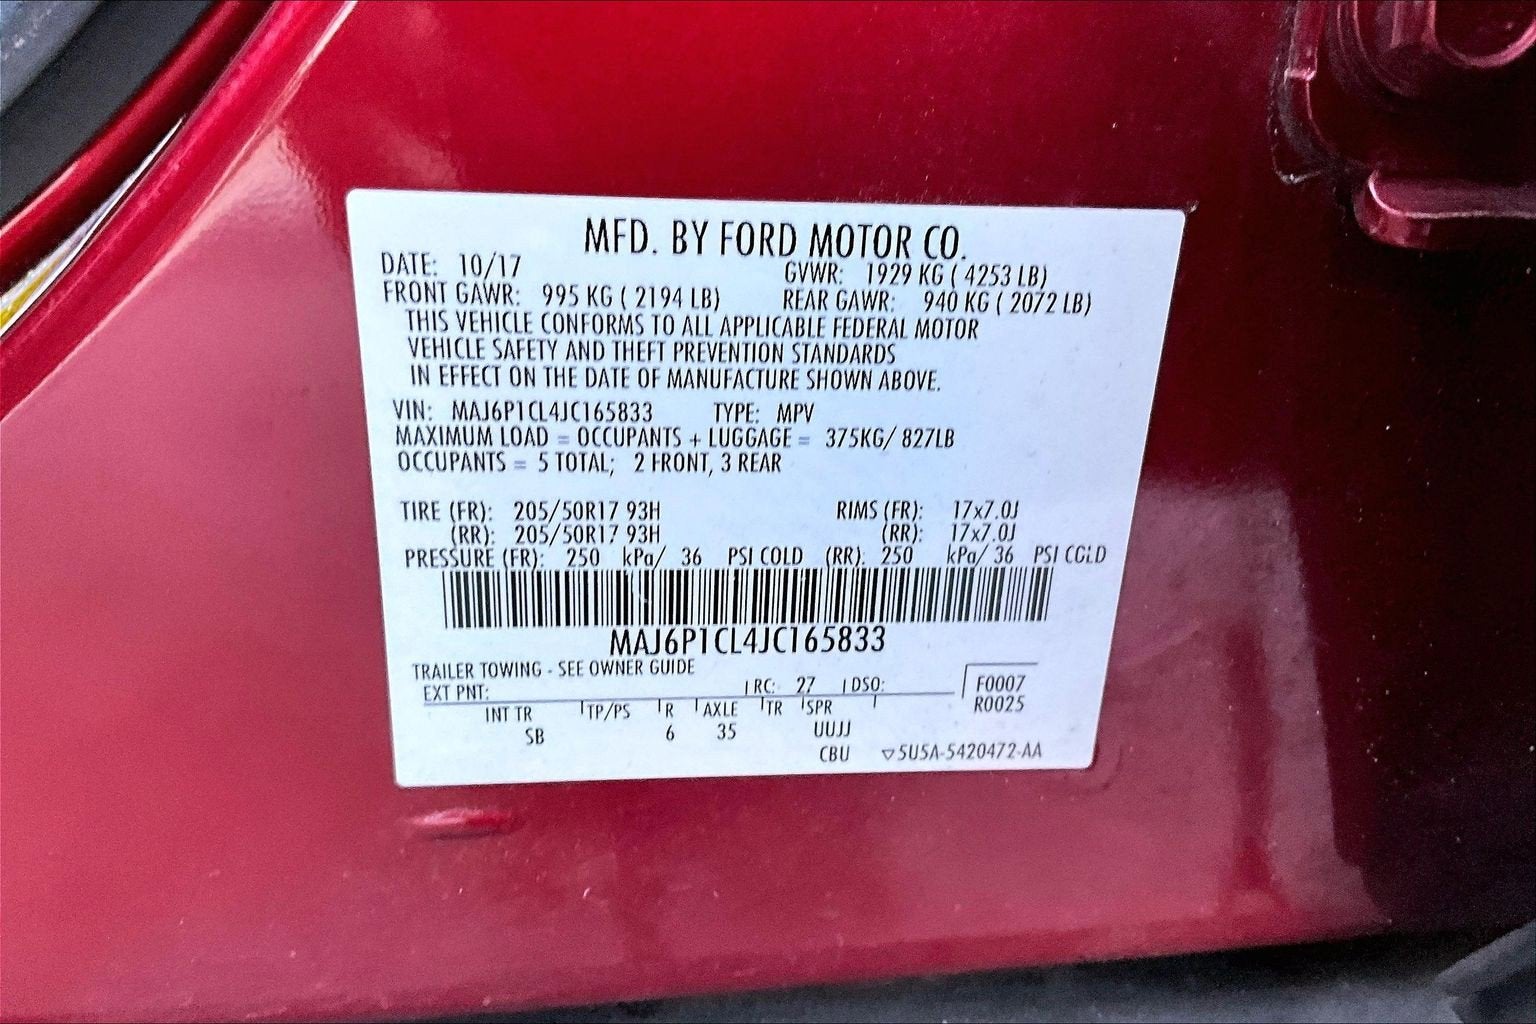 MFD. BY FORD MOTOR CO.
DATE: 10/17 GVWR: 1929 KG ( 4253 LB)
FRONT GAWR: 995 KG ( 2194 LB) REAR GAWR: 940 KG ( 2072 LB)
THIS VEHICLE CONFORMS TO ALL APPLICABLE FEDERAL MOTOR
VEHICLE SAFETY AND THEFT PREVENTION STANDARDS
IN EFFECT ON THE DATE OF MANUFACTURE SHOWN ABOVE.
VIN: MAJ6P1CL4JC165833 TYPE: MPV
MAXIMUM LOAD = OCCUPANTS + LUGGAGE = 375KG/ 827LB
OCCUPANTS = 5 TOTAL; 2 FRONT, 3 REAR
TIRE (FR): 205/50R17 93H RIMS (FR): 17x7.0J
(RR): 205/50R17 93H (RR): 17x7.0J
PRESSURE (FR): 250 kPa/ 36 PSI COLD (RR): 250 kPa/ 36 PSI COLD
MAJ6P1CL4JC165833
TRAILER TOWING - SEE OWNER GUIDE
EXT PNT: RC: 27 DSO: F0007
INT TR TP/PS R AXLE TR SPR R0025
SB 6 35 UUJJ
CBU ▽5U5A-5420472-AA